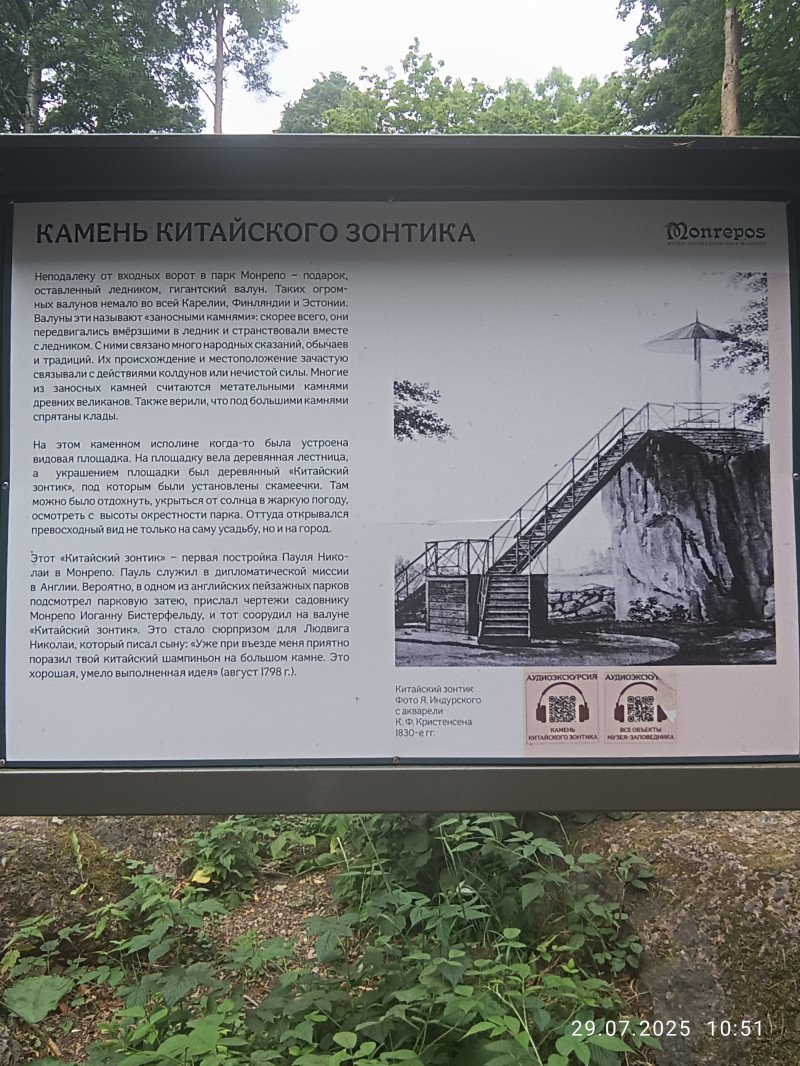 КАМЕНЬ КИТАЙСКОГО ЗОНТИКА
Monrepos
МУЗЕЙ-ЗАПОВЕДНИК ПАРК МОНРЕПО
Неподалеку от входных ворот в парк Монрепо – подарок,
оставленный ледником, гигантский валун. Таких огром-
ных валунов немало во всей Карелии, Финляндии и Эстонии.
Валуны эти называют «заносными камнями»: скорее всего, они
передвигались вмёрзшими в ледник и странствовали вместе
с ледником. С ними связано много народных сказаний, обычаев
и традиций. Их происхождение и местоположение зачастую
связывали с действиями колдунов или нечистой силы. Многие
из заносных камней считаются метательными камнями
древних великанов. Также верили, что под большими камнями
спрятаны клады.
На этом каменном исполине когда-то была устроена
видовая площадка. На площадку вела деревянная лестница,
а украшением площадки был деревянный «Китайский
зонтик», под которым были установлены скамеечки. Там
можно было отдохнуть, укрыться от солнца в жаркую погоду,
осмотреть с высоты окрестности парка. Оттуда открывался
превосходный вид не только на саму усадьбу, но и на город.
Этот «Китайский зонтик» – первая постройка Пауля Нико-
лаи в Монрепо. Пауль служил в дипломатической миссии
в Англии. Вероятно, в одном из английских пейзажных парков
подсмотрел парковую затею, прислал чертежи садовнику
Монрепо Иоганну Бистерфельду, и тот соорудил на валуне
«Китайский зонтик». Это стало сюрпризом для Людвига
Николаи, который писал сыну: «Уже при въезде меня приятно
поразил твой китайский шампиньон на большом камне. Это
хорошая, умело выполненная идея» (август 1798 г.).
Китайский зонтик
Фото Я. Индурского
с акварели
К. Ф. Кристенсена
1830-е гг.
АУДИОЭКСКУРСИЯ
КАМЕНЬ
КИТАЙСКОГО ЗОНТИКА
АУДИОЭКСКУ
ВСЕ ОБЪЕКТЫ
МУЗЕЯ-ЗАПОВЕДНИКА
29.07.2025 10:51